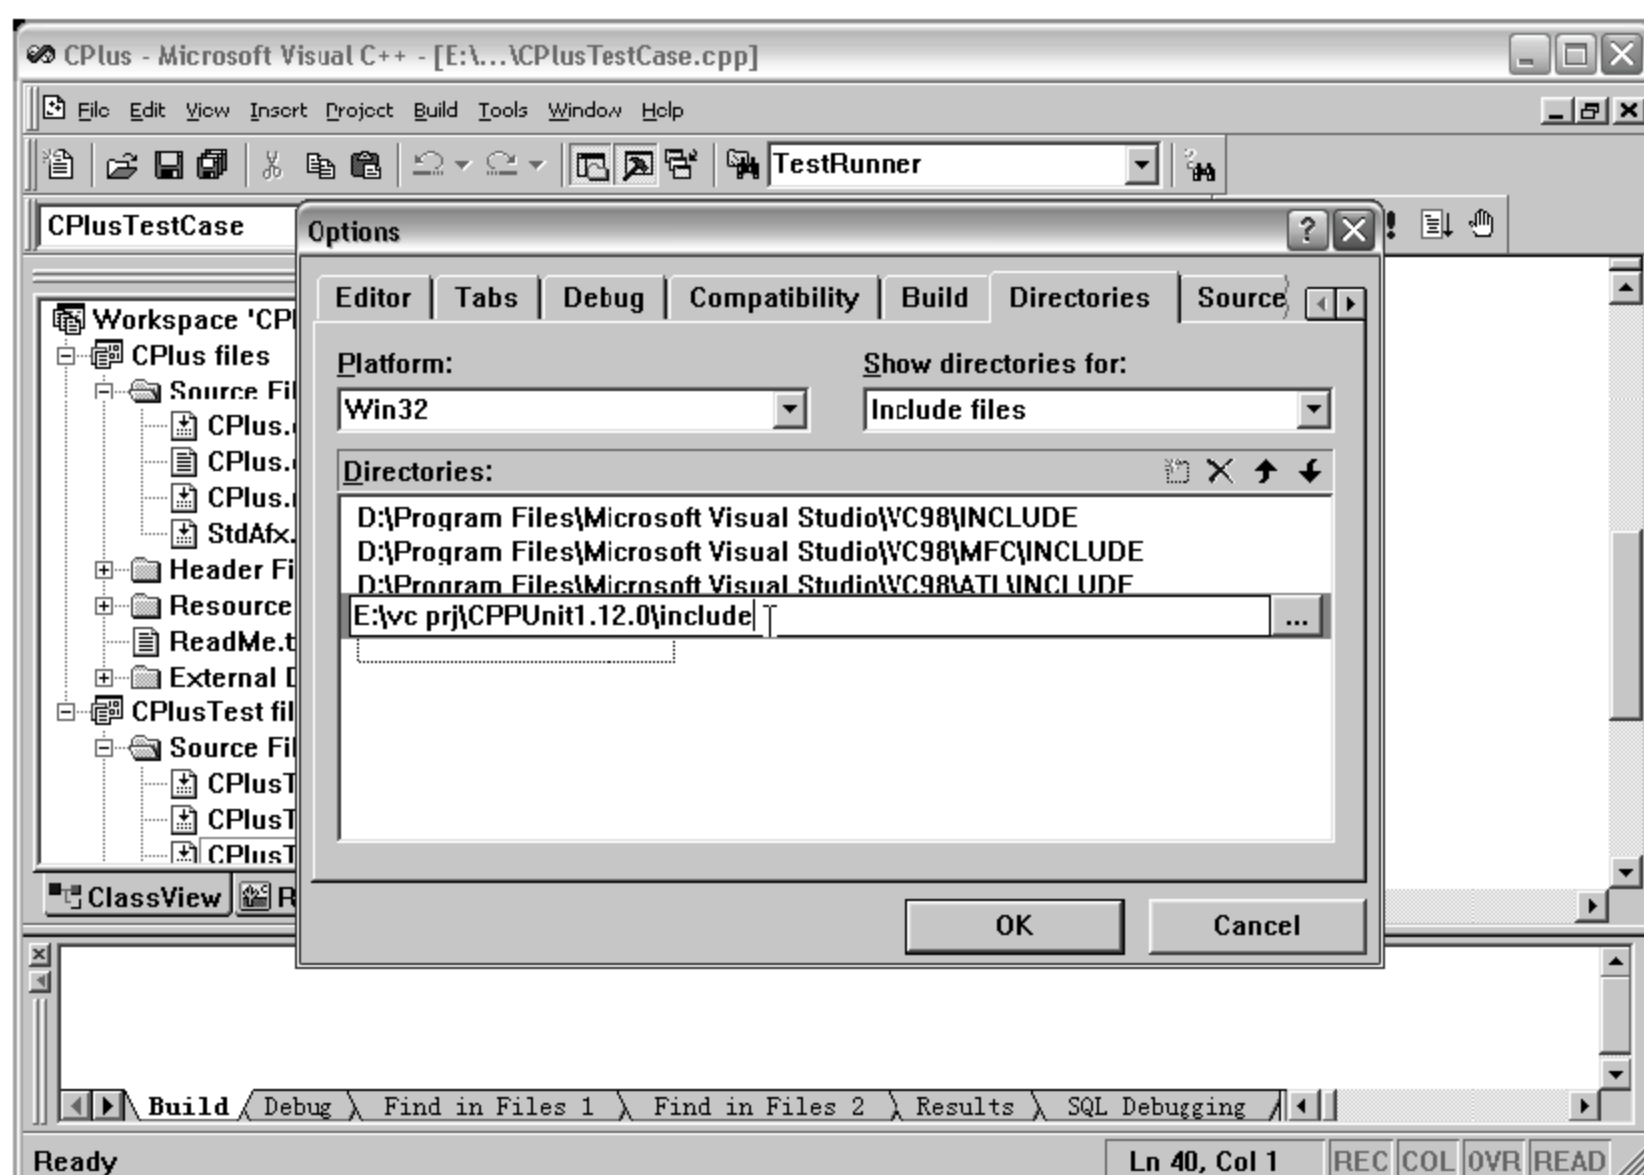 CPlus - Microsoft Visual C++ - [E:\...\CPlusTestCase.cpp]
File Edit View Insert Project Build Tools Window Help
TestRunner
CPlusTestCase
Options
Editor Tabs Debug Compatibility Build Directories Source
Workspace 'CPl
CPlus files
Source Fil
CPlus.
CPlus.
CPlus.
StdAfx.
Header Fi
Resource
ReadMe.t
External D
CPlusTest fil
Source Fil
CPlusT
CPlusT
CPlusT
ClassView R
Platform:
Show directories for:
Win32
Include files
Directories:
D:\Program Files\Microsoft Visual Studio\VC98\INCLUDE
D:\Program Files\Microsoft Visual Studio\VC98\MFC\INCLUDE
D:\Program Files\Microsoft Visual Studio\VC98\ATL\INCLUDE
E:\vc prj\CPPUnit1.12.0\include
...
OK Cancel
Build Debug Find in Files 1 Find in Files 2 Results SQL Debugging
Ready
Ln 40, Col 1 REC COL OVR READ